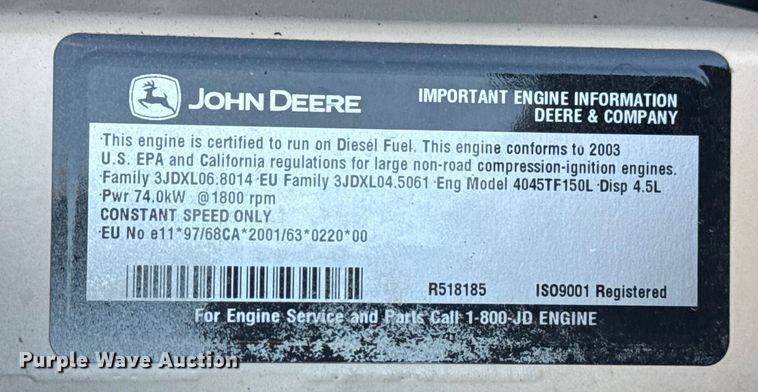 JOHN DEERE
IMPORTANT ENGINE INFORMATION
DEERE & COMPANY
This engine is certified to run on Diesel Fuel. This engine conforms to 2003
U.S. EPA and California regulations for large non-road compression-ignition engines.
Family 3JDXL06.8014 EU Family 3JDXL04.5061 Eng Model 4045TF150L Disp 4.5L
Pwr 74.0kW @1800 rpm
CONSTANT SPEED ONLY
EU No e11*97/68CA*2001/63*0220*00
R518185 ISO9001 Registered
For Engine Service and Parts Call 1-800-JD ENGINE
Purple Wave Auction